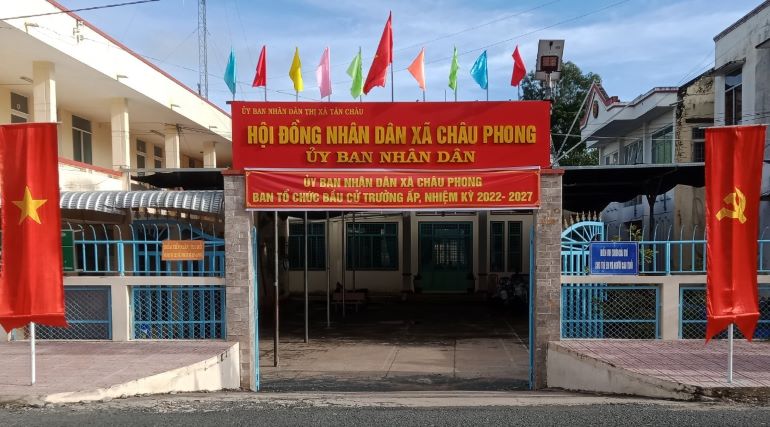 ỦY BAN NHÂN DÂN THỊ XÃ TÂN CHÂU
HỘI ĐỒNG NHÂN DÂN XÃ CHÂU PHONG
ỦY BAN NHÂN DÂN
ỦY BAN NHÂN DÂN XÃ CHÂU PHONG
BAN TỔ CHỨC BẦU CỬ TRƯỞNG ẤP, NHIỆM KỲ 2022- 2027